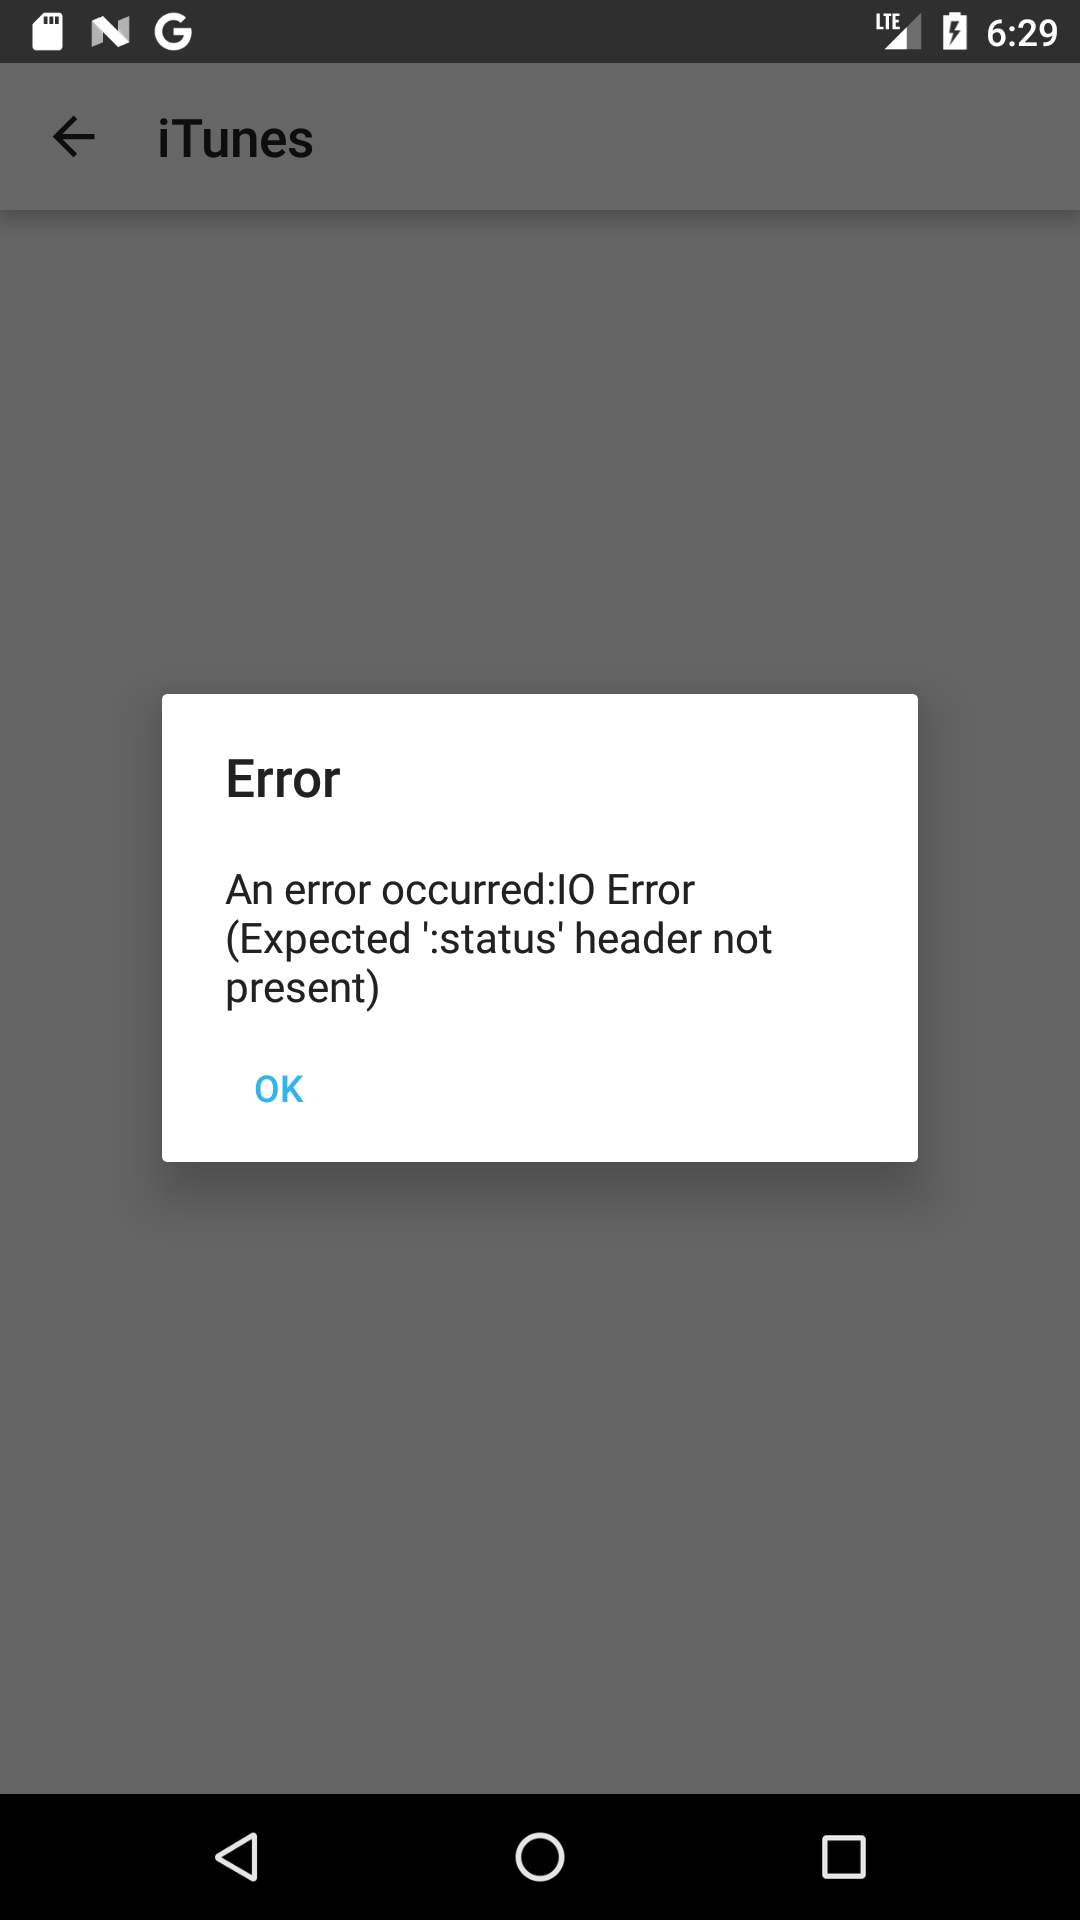 LTE 6:29
iTunes
Error
An error occurred:IO Error
(Expected ':status' header not
present)
OK